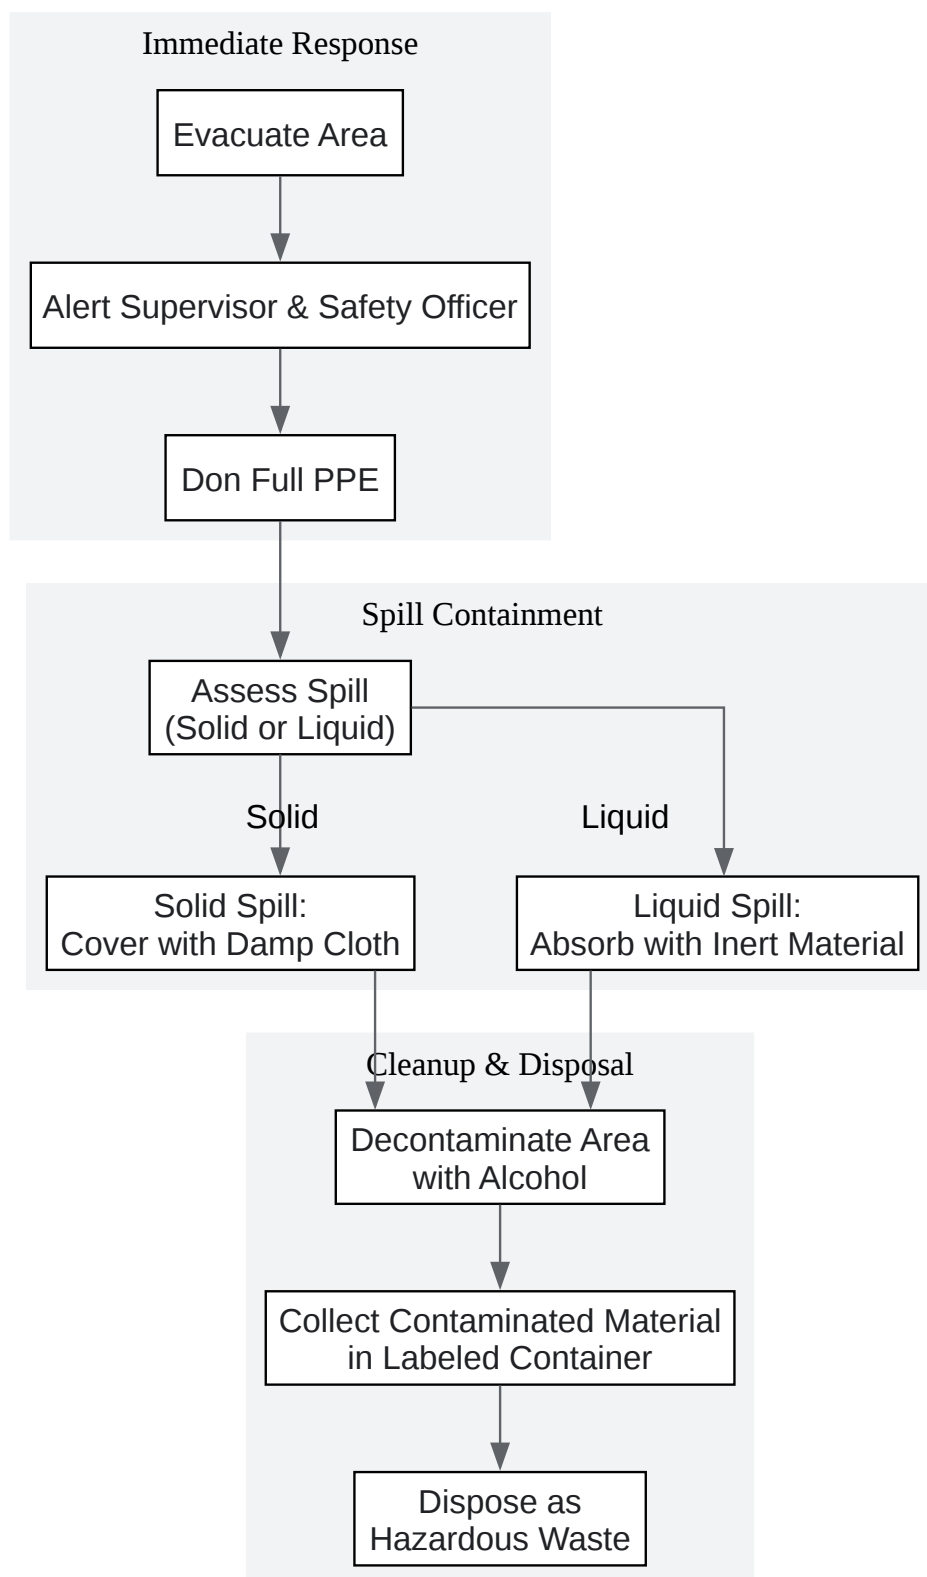 Immediate Response
Evacuate Area
Alert Supervisor & Safety Officer
Don Full PPE
Spill Containment
Assess Spill
(Solid or Liquid)
Solid
Liquid
Solid Spill:
Cover with Damp Cloth
Liquid Spill:
Absorb with Inert Material
Cleanup & Disposal
Decontaminate Area
with Alcohol
Collect Contaminated Material
in Labeled Container
Dispose as
Hazardous Waste